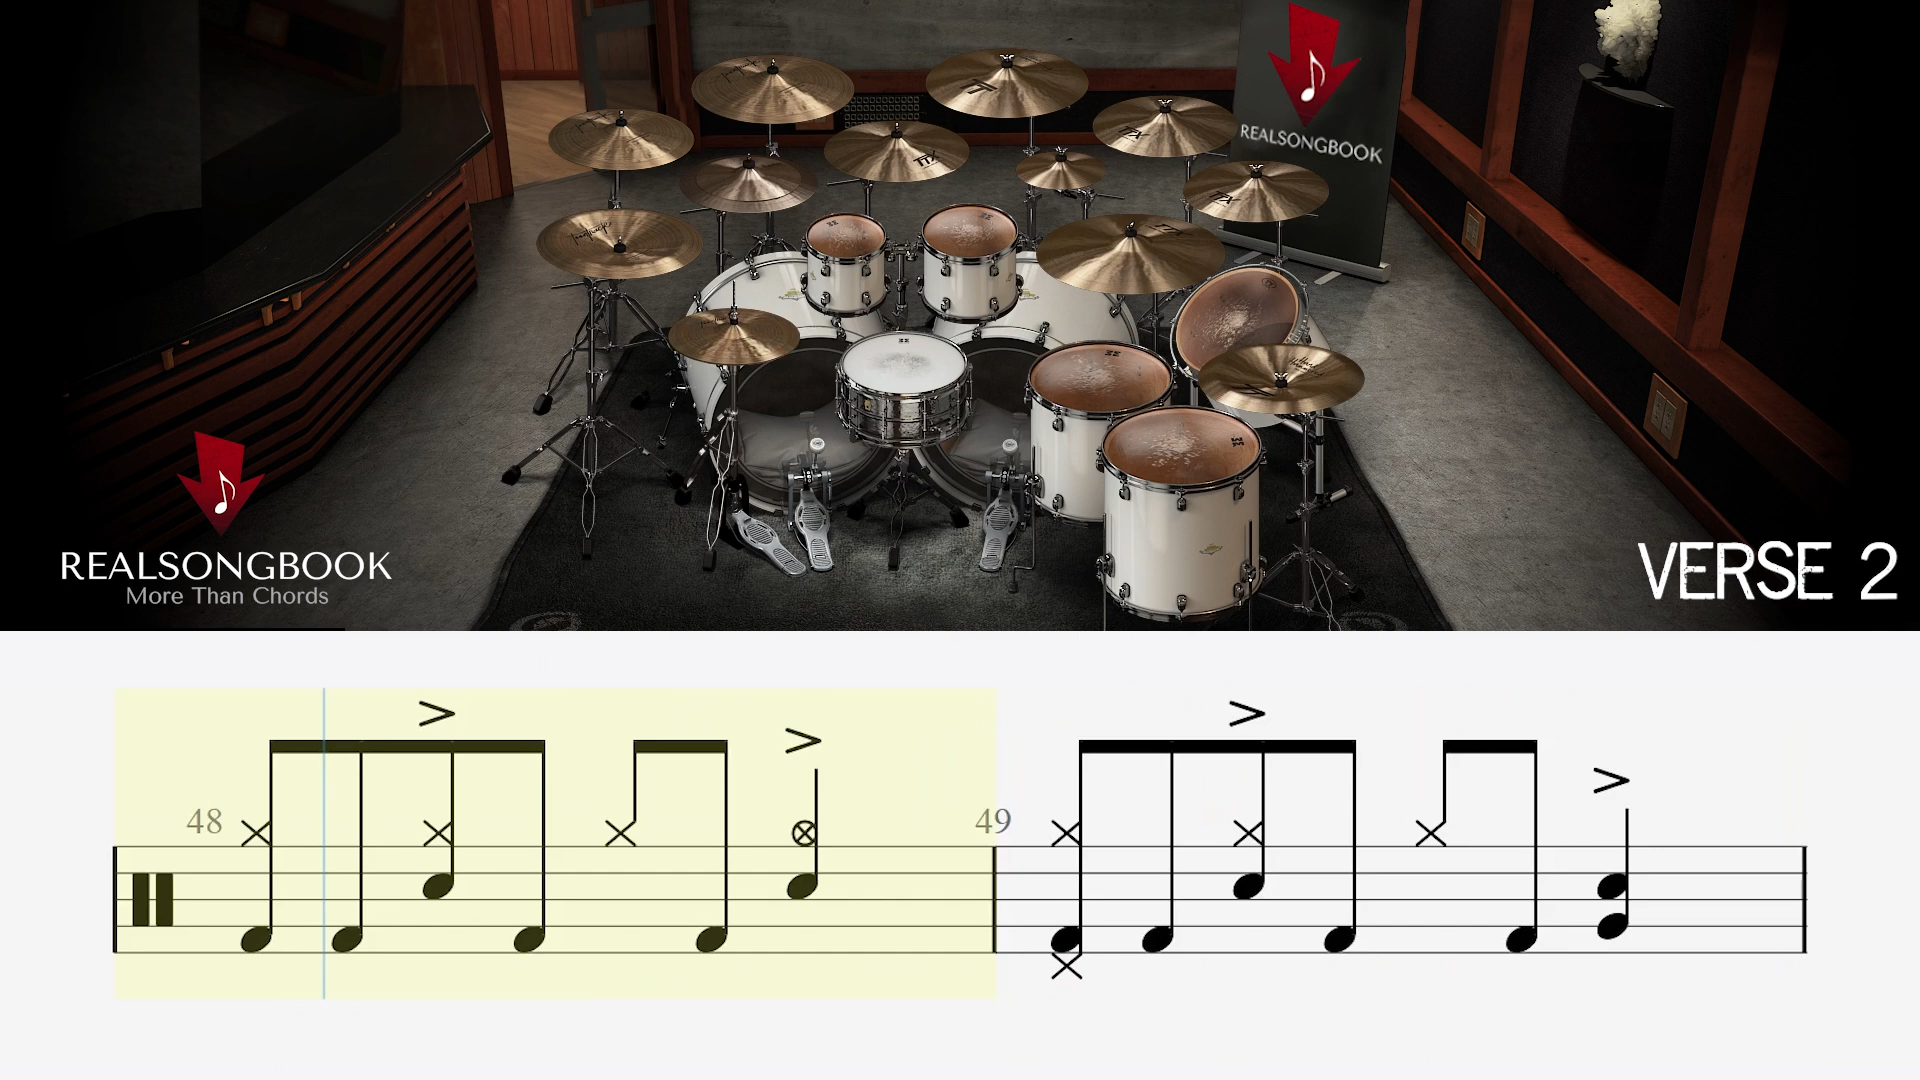 REALSONGBOOK
REALSONGBOOK
More Than Chords
VERSE 2
48
49